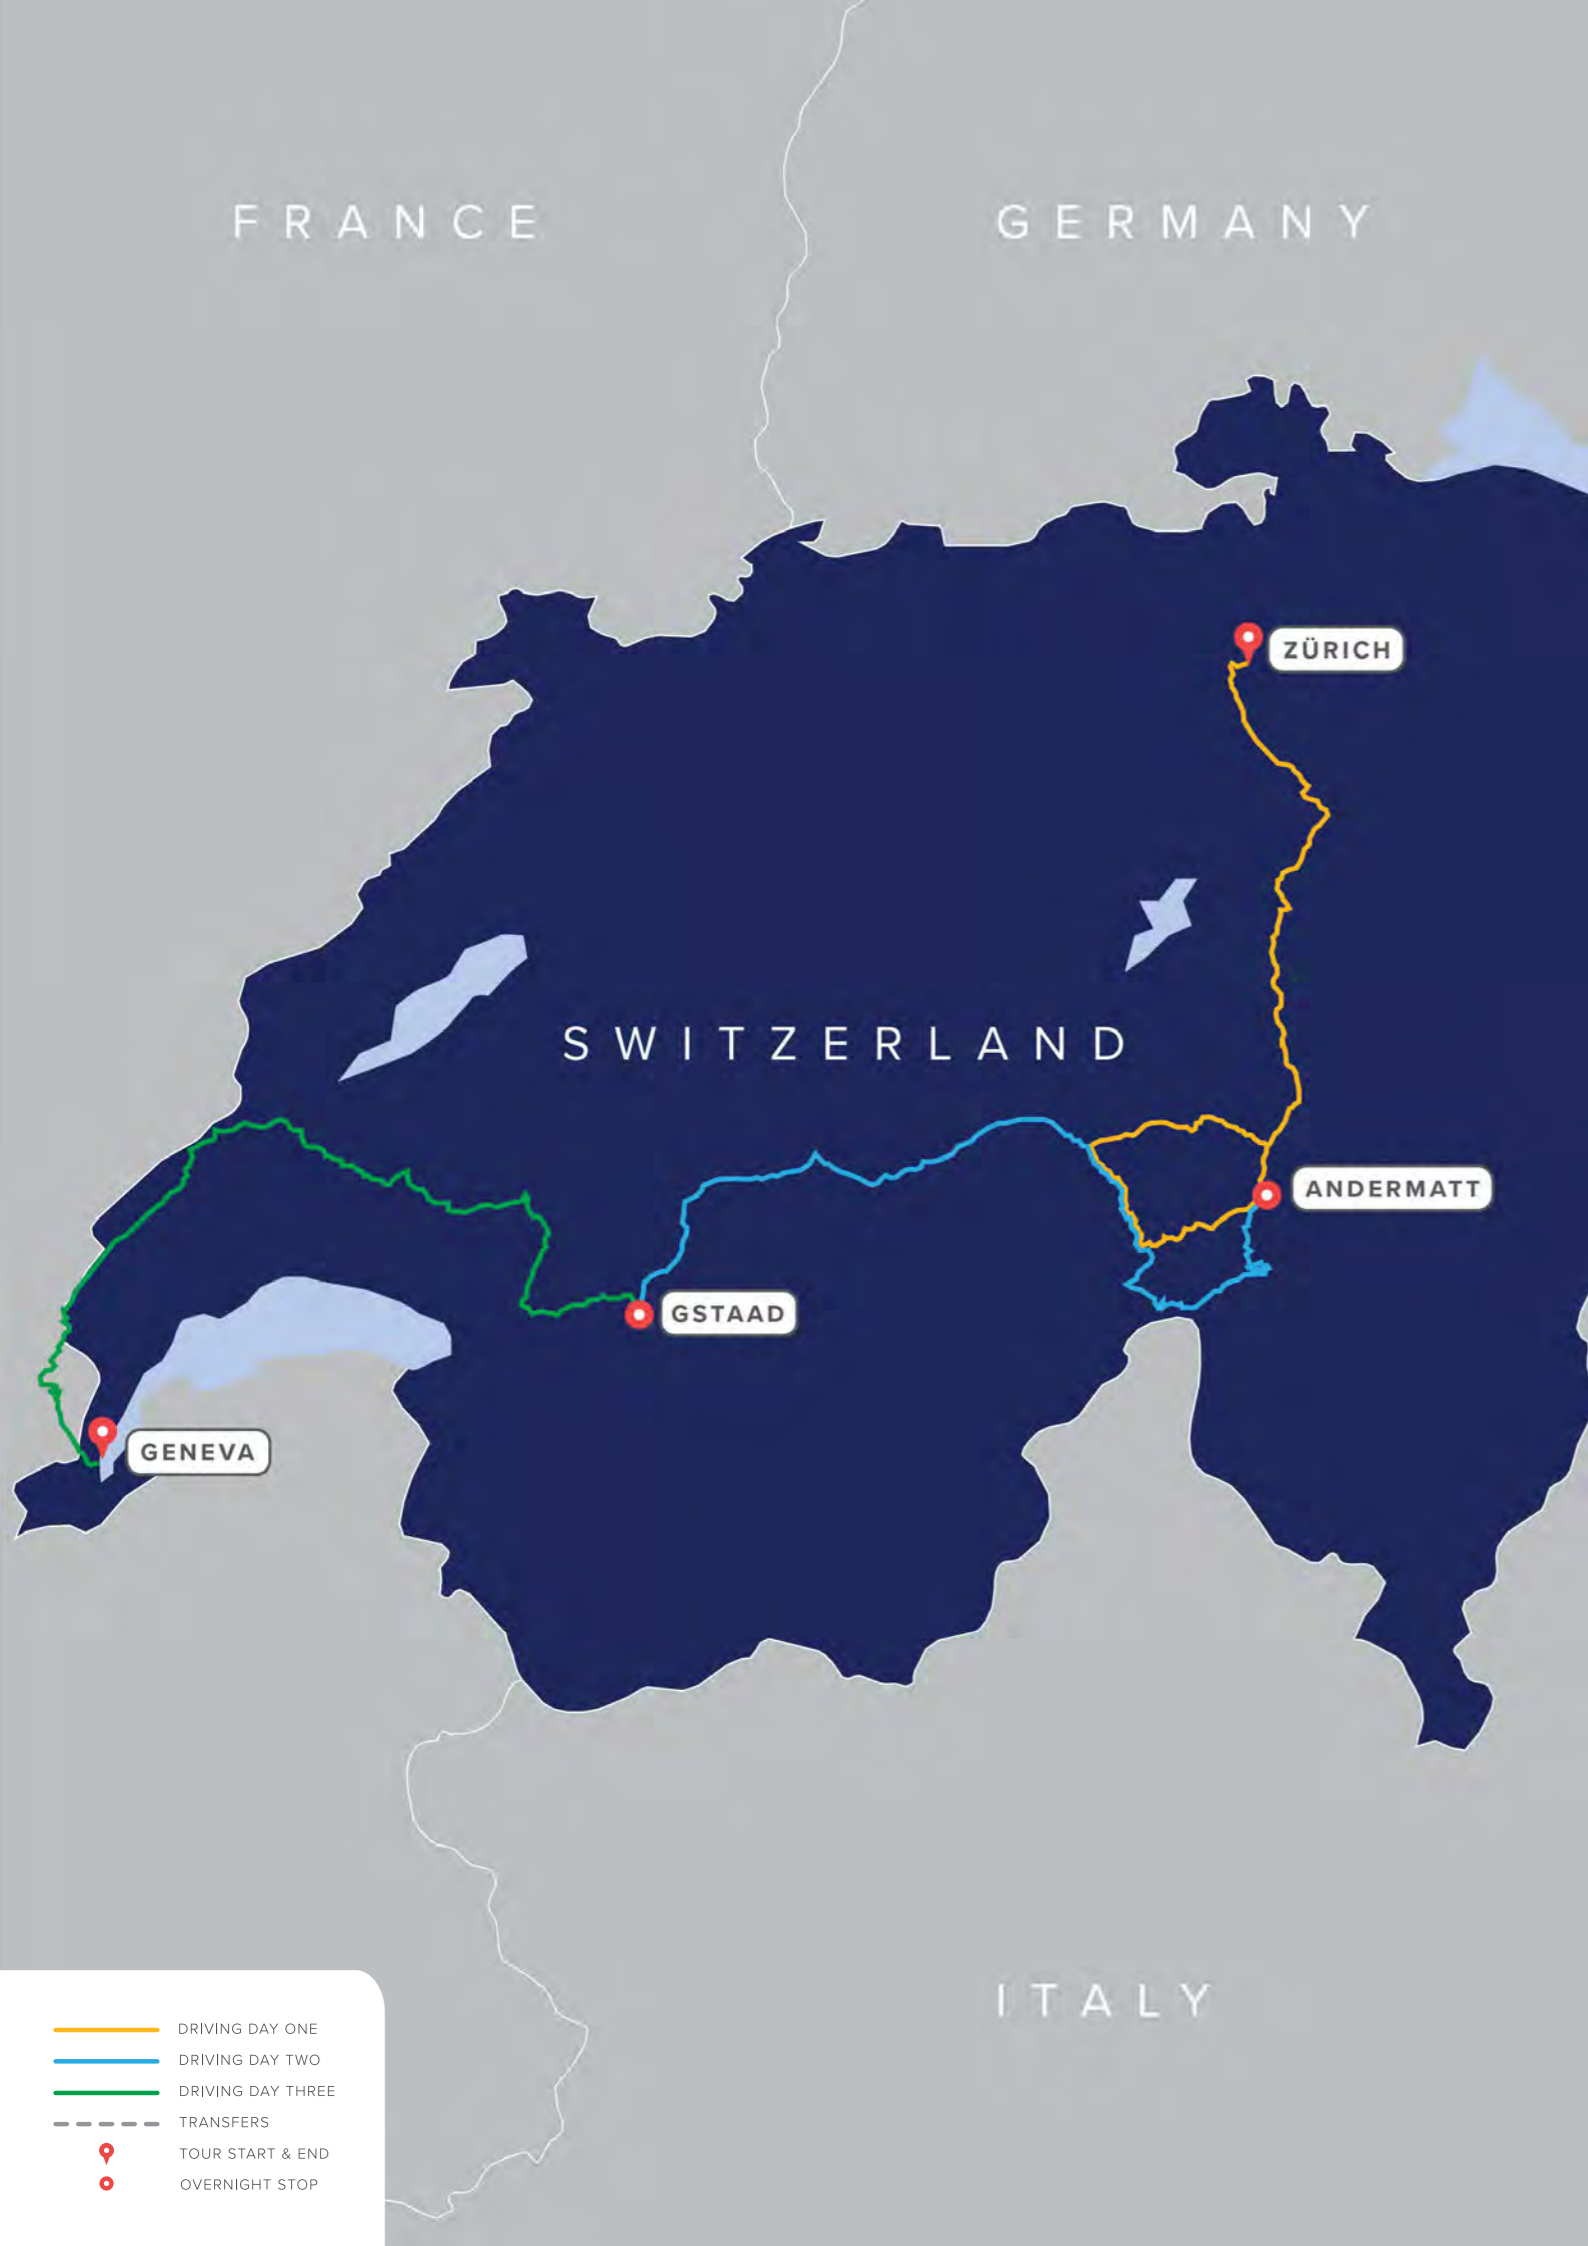 FRANCE
GERMANY
ZÜRICH
SWITZERLAND
ANDERMATT
GSTAAD
GENEVA
ITALY
DRIVING DAY ONE
DRIVING DAY TWO
DRIVING DAY THREE
TRANSFERS
TOUR START & END
OVERNIGHT STOP